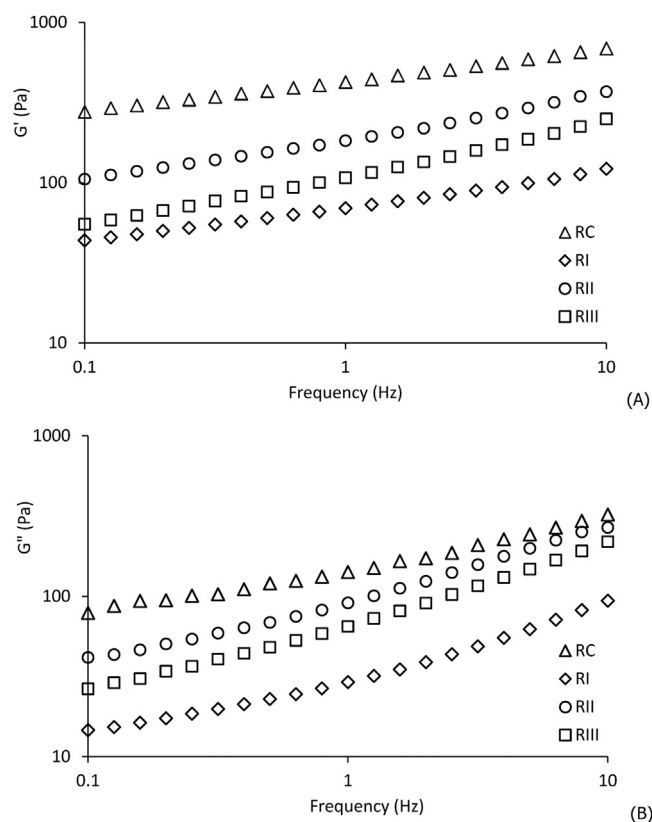 1000
G' (Pa)
100
10
0.1
1
10
Frequency (Hz)
RC
RI
RII
RIII
(A)
1000
G'' (Pa)
100
10
0.1
1
10
Frequency (Hz)
RC
RI
RII
RIII
(B)